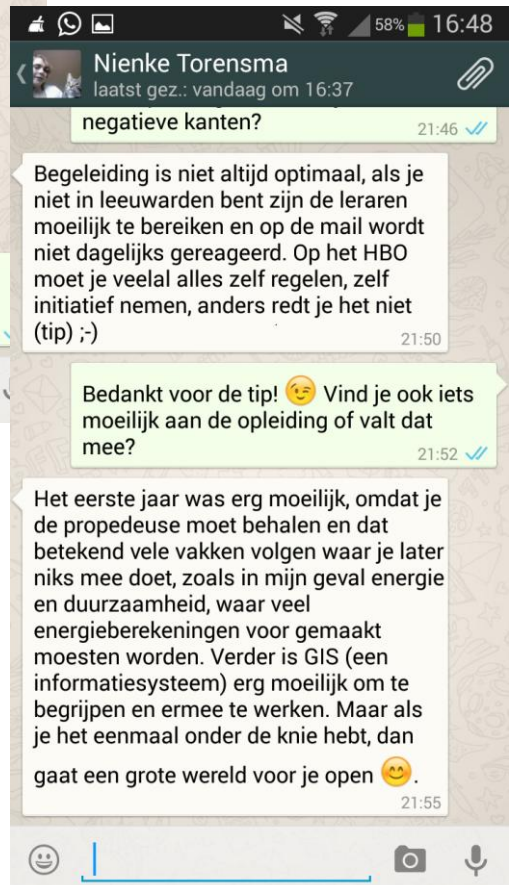 58% 16:48
Nienke Torensma
laatst gez.: vandaag om 16:37
negatieve kanten?
21:46
Begeleiding is niet altijd optimaal, als je
niet in leeuwarden bent zijn de leraren
moeilijk te bereiken en op de mail wordt
niet dagelijks gereageerd. Op het HBO
moet je veelal alles zelf regelen, zelf
initiatief nemen, anders redt je het niet
(tip) ;-)
21:50
Bedankt voor de tip! 😉 Vind je ook iets
moeilijk aan de opleiding of valt dat
mee?
21:52
Het eerste jaar was erg moeilijk, omdat je
de propedeuse moet behalen en dat
betekend vele vakken volgen waar je later
niks mee doet, zoals in mijn geval energie
en duurzaamheid, waar veel
energieberekeningen voor gemaakt
moesten worden. Verder is GIS (een
informatiesysteem) erg moeilijk om te
begrijpen en ermee te werken. Maar als
je het eenmaal onder de knie hebt, dan
gaat een grote wereld voor je open 😊.
21:55